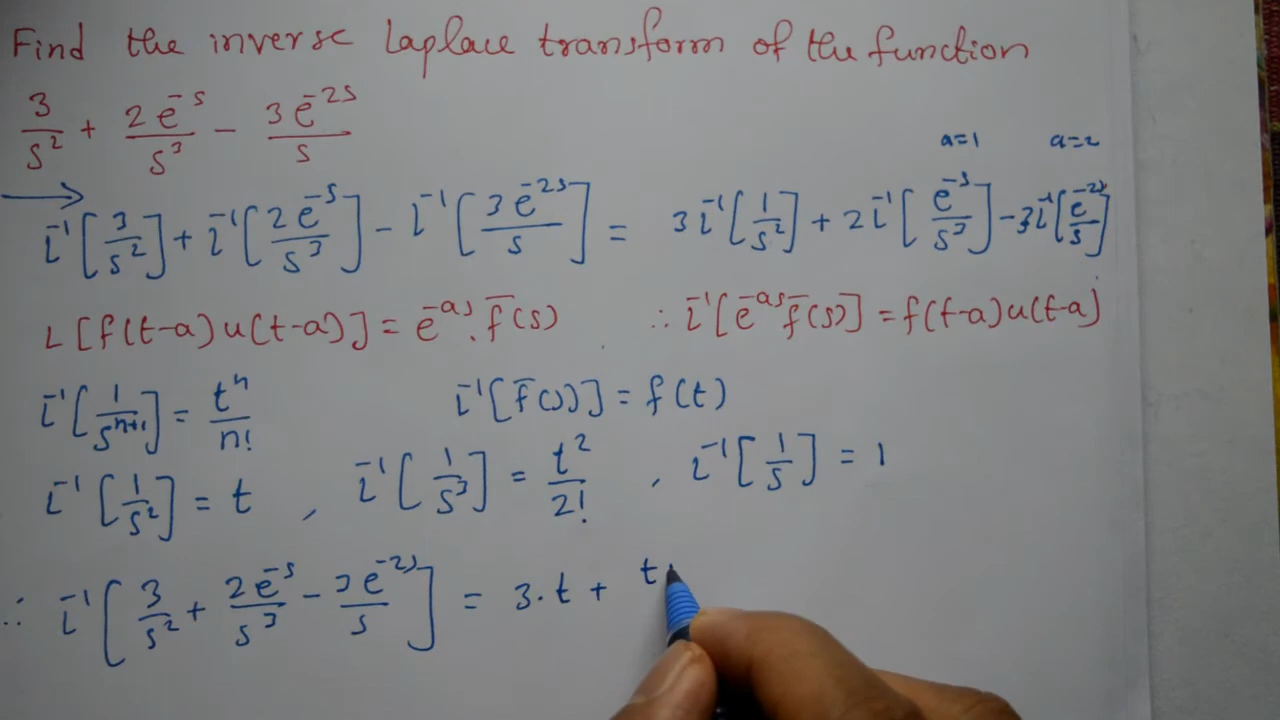 Find the inverse Laplace transform of the function
3/s² + 2e⁻ˢ/s³ − 3e⁻²ˢ/s
a=1 a=2
→ L⁻¹[3/s²] + L⁻¹[2e⁻ˢ/s³] − L⁻¹[3e⁻²ˢ/s] = 3L⁻¹[1/s²] + 2L⁻¹[e⁻ˢ/s³] − 3L⁻¹[e⁻²ˢ/s]
L[f(t-a)u(t-a)] = e⁻ᵃˢ. f̄(s) ∴ L⁻¹[e⁻ᵃˢ f̄(s)] = f(t-a)u(t-a)
L⁻¹[1/sⁿ⁺¹] = tⁿ/n! L⁻¹[f̄(s)] = f(t)
L⁻¹[1/s²] = t , L⁻¹[1/s³] = t²/2! , L⁻¹[1/s] = 1
∴ L⁻¹[3/s² + 2e⁻ˢ/s³ − 3e⁻²ˢ/s] = 3.t + t